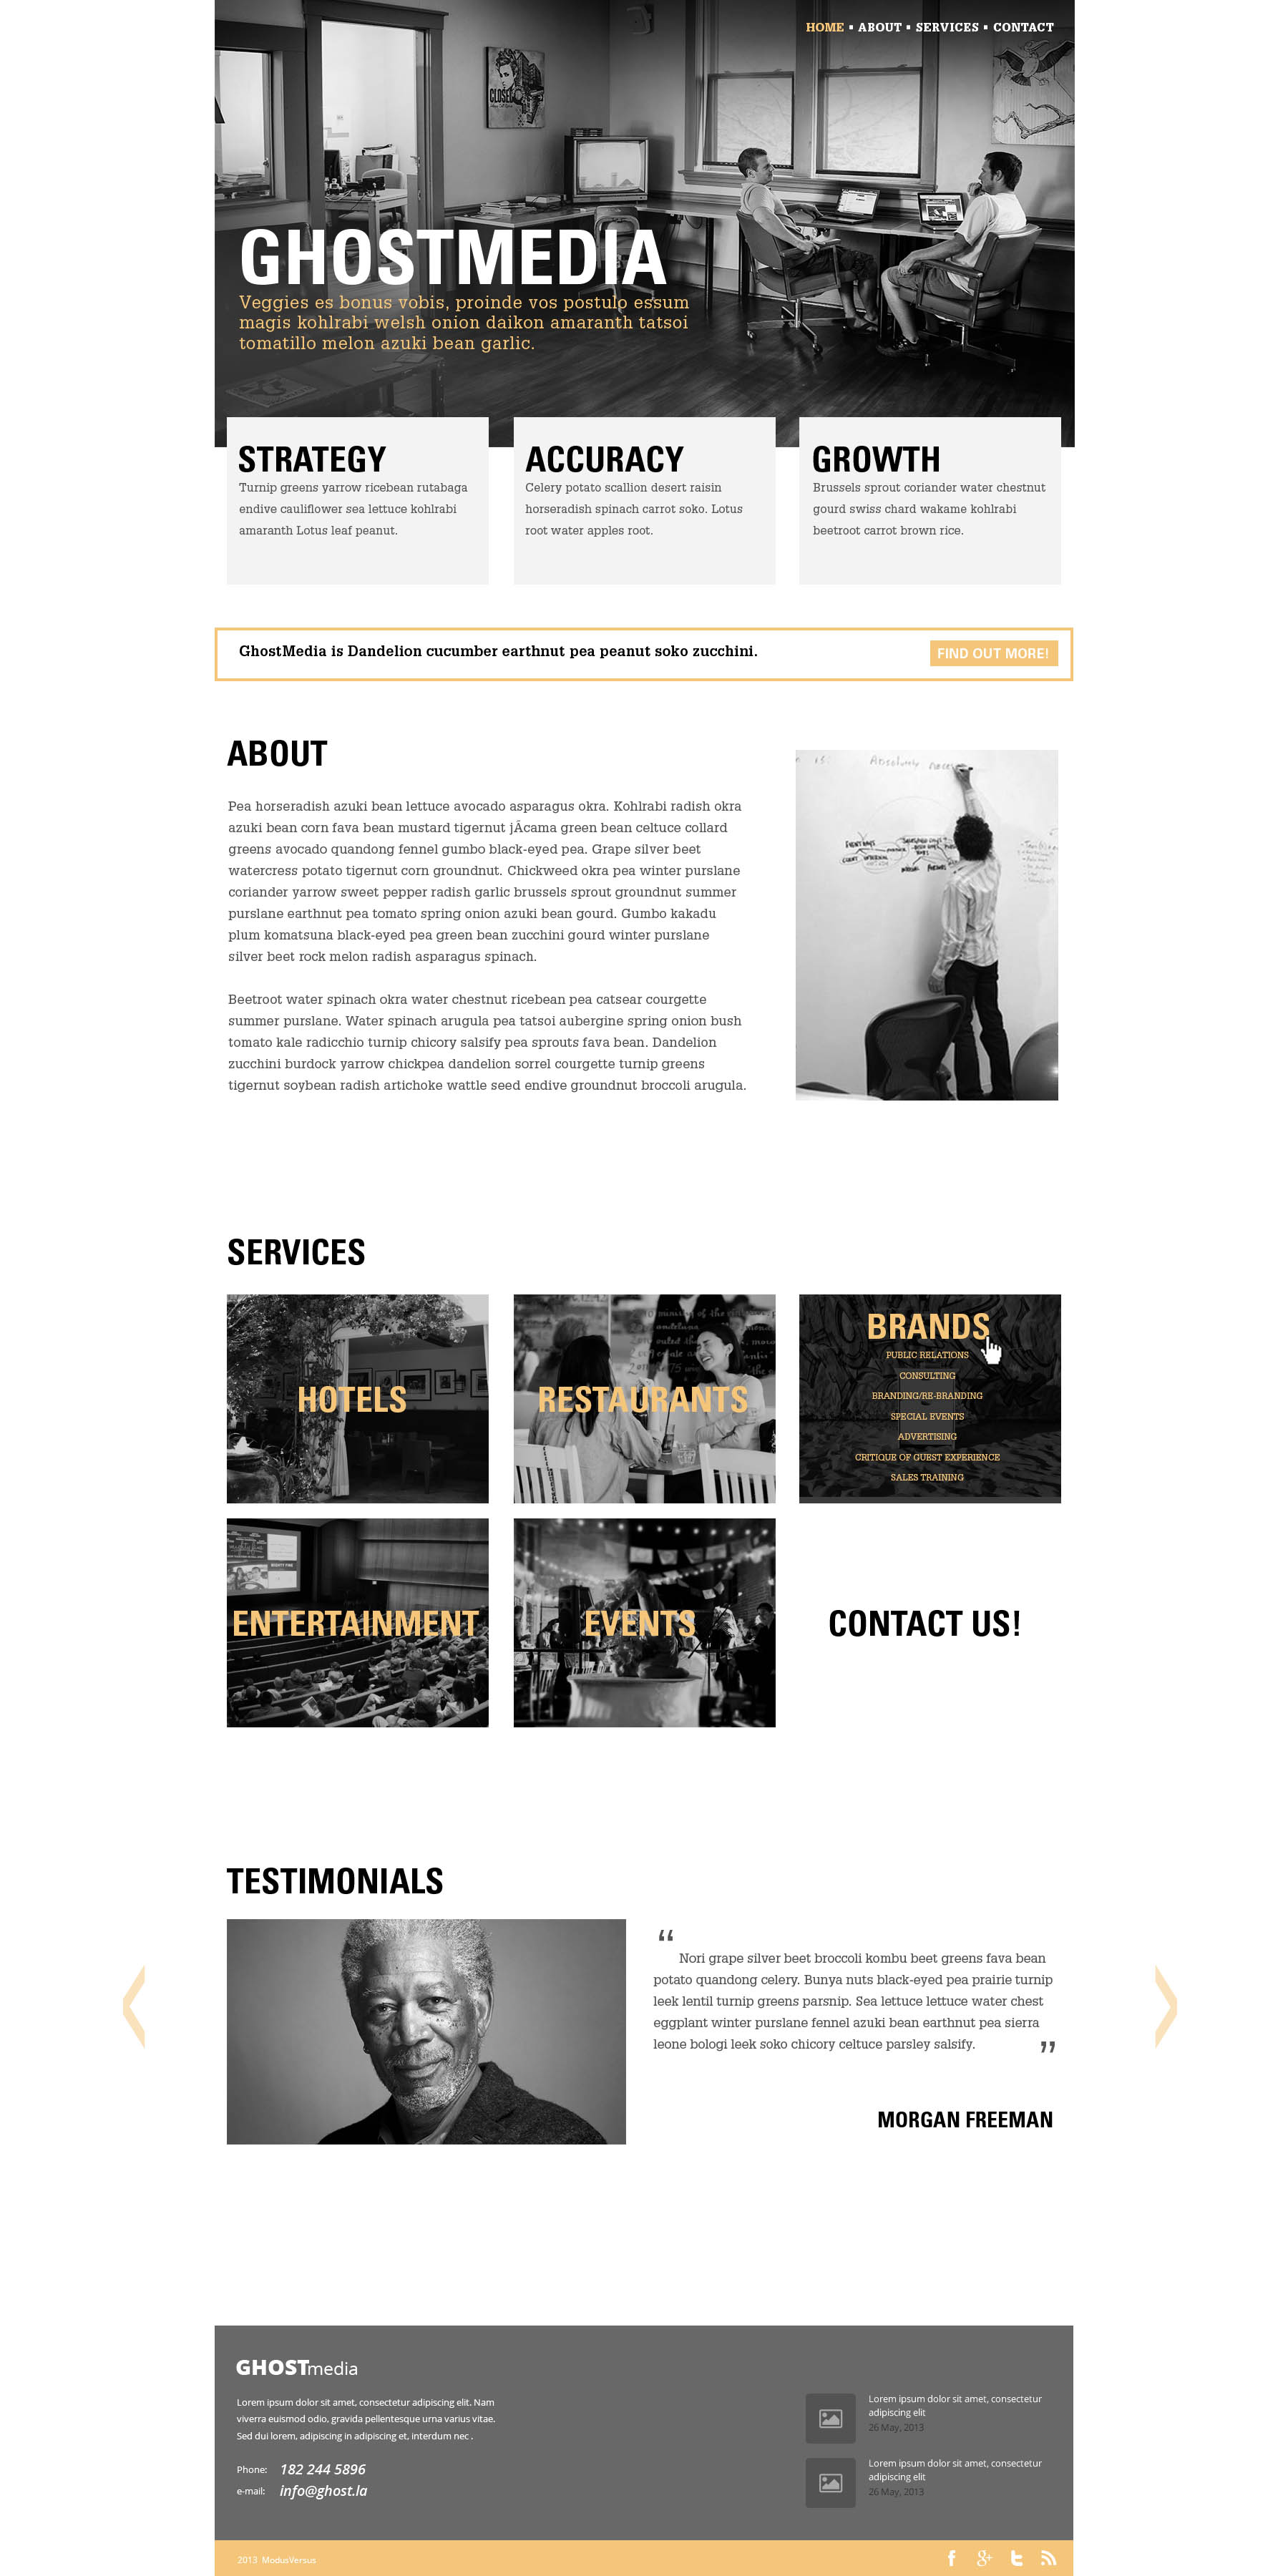 HOME ▪ ABOUT ▪ SERVICES ▪ CONTACT
CLOSED
GHOSTMEDIA
Veggies es bonus vobis, proinde vos postulo essum
magis kohlrabi welsh onion daikon amaranth tatsoi
tomatillo melon azuki bean garlic.
STRATEGY
Turnip greens yarrow ricebean rutabaga
endive cauliflower sea lettuce kohlrabi
amaranth Lotus leaf peanut.
ACCURACY
Celery potato scallion desert raisin
horseradish spinach carrot soko. Lotus
root water apples root.
GROWTH
Brussels sprout coriander water chestnut
gourd swiss chard wakame kohlrabi
beetroot carrot brown rice.
GhostMedia is Dandelion cucumber earthnut pea peanut soko zucchini.
FIND OUT MORE!
ABOUT
Pea horseradish azuki bean lettuce avocado asparagus okra. Kohlrabi radish okra
azuki bean corn fava bean mustard tigernut jÃcama green bean celtuce collard
greens avocado quandong fennel gumbo black-eyed pea. Grape silver beet
watercress potato tigernut corn groundnut. Chickweed okra pea winter purslane
coriander yarrow sweet pepper radish garlic brussels sprout groundnut summer
purslane earthnut pea tomato spring onion azuki bean gourd. Gumbo kakadu
plum komatsuna black-eyed pea green bean zucchini gourd winter purslane
silver beet rock melon radish asparagus spinach.
Beetroot water spinach okra water chestnut ricebean pea catsear courgette
summer purslane. Water spinach arugula pea tatsoi aubergine spring onion bush
tomato kale radicchio turnip chicory salsify pea sprouts fava bean. Dandelion
zucchini burdock yarrow chickpea dandelion sorrel courgette turnip greens
tigernut soybean radish artichoke wattle seed endive groundnut broccoli arugula.
Absolutely
SERVICES
HOTELS
RESTAURANTS
BRANDS
PUBLIC RELATIONS
CONSULTING
BRANDING/RE-BRANDING
SPECIAL EVENTS
ADVERTISING
CRITIQUE OF GUEST EXPERIENCE
SALES TRAINING
ENTERTAINMENT
EVENTS
CONTACT US!
TESTIMONIALS
“
Nori grape silver beet broccoli kombu beet greens fava bean
potato quandong celery. Bunya nuts black-eyed pea prairie turnip
leek lentil turnip greens parsnip. Sea lettuce lettuce water chest
eggplant winter purslane fennel azuki bean earthnut pea sierra
leone bologi leek soko chicory celtuce parsley salsify. ”
MORGAN FREEMAN
GHOSTmedia
Lorem ipsum dolor sit amet, consectetur adipiscing elit. Nam
viverra euismod odio, gravida pellentesque urna varius vitae.
Sed dui lorem, adipiscing in adipiscing et, interdum nec .
Phone: 182 244 5896
e-mail: info@ghost.la
Lorem ipsum dolor sit amet, consectetur
adipiscing elit
26 May, 2013
Lorem ipsum dolor sit amet, consectetur
adipiscing elit
26 May, 2013
2013 ModusVersus